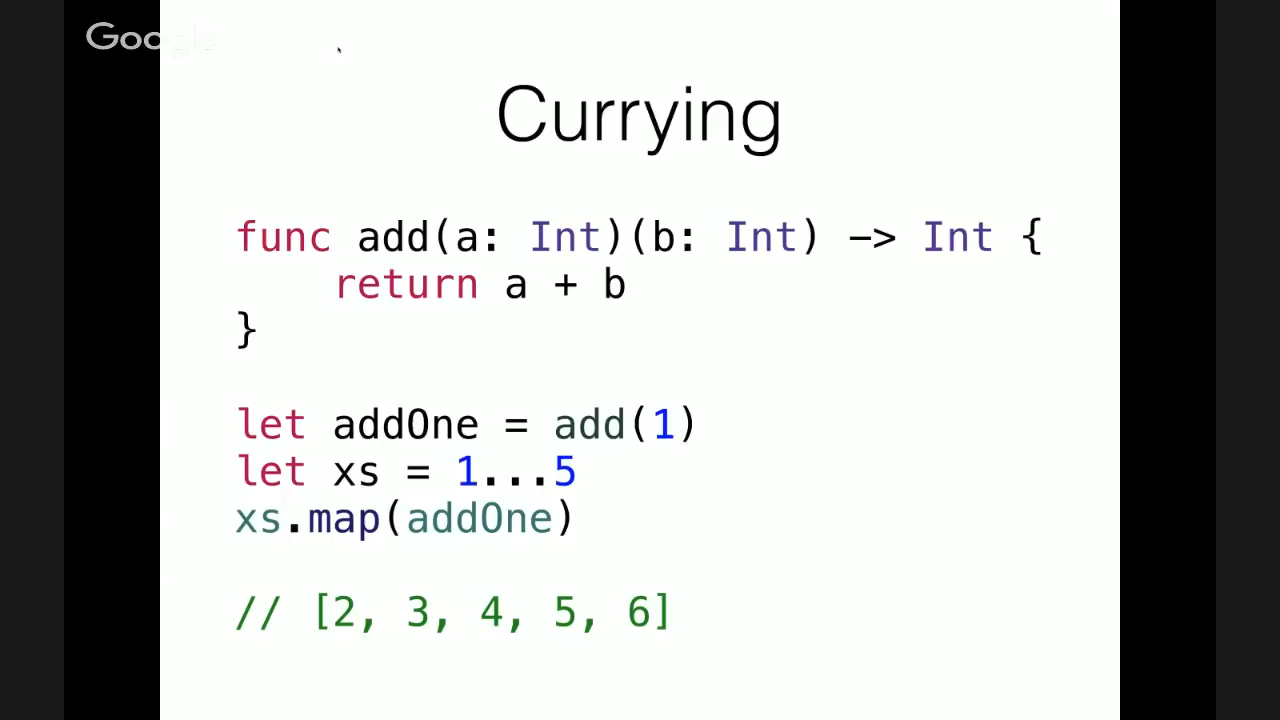 Google
Currying
func add(a: Int)(b: Int) -> Int {
    return a + b
}
let addOne = add(1)
let xs = 1...5
xs.map(addOne)
// [2, 3, 4, 5, 6]